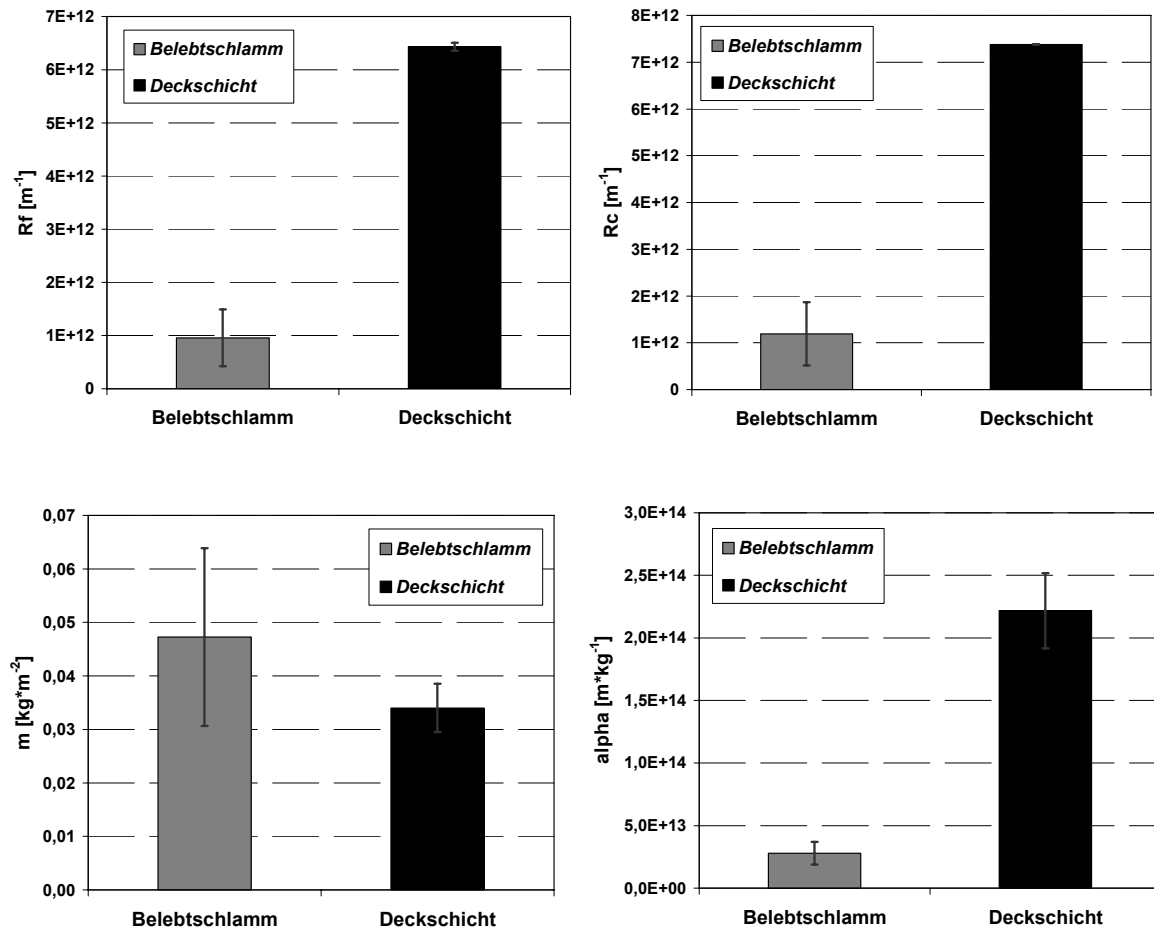 7E+12
6E+12
5E+12
4E+12
3E+12
2E+12
1E+12
0
Rf [m⁻¹]
Belebtschlamm
Deckschicht
Belebtschlamm
Deckschicht
8E+12
7E+12
6E+12
5E+12
4E+12
3E+12
2E+12
1E+12
0
Rc [m⁻¹]
Belebtschlamm
Deckschicht
Belebtschlamm
Deckschicht
0,07
0,06
0,05
0,04
0,03
0,02
0,01
0,00
m [kg*m⁻²]
Belebtschlamm
Deckschicht
Belebtschlamm
Deckschicht
3,0E+14
2,5E+14
2,0E+14
1,5E+14
1,0E+14
5,0E+13
0,0E+00
alpha [m*kg⁻¹]
Belebtschlamm
Deckschicht
Belebtschlamm
Deckschicht